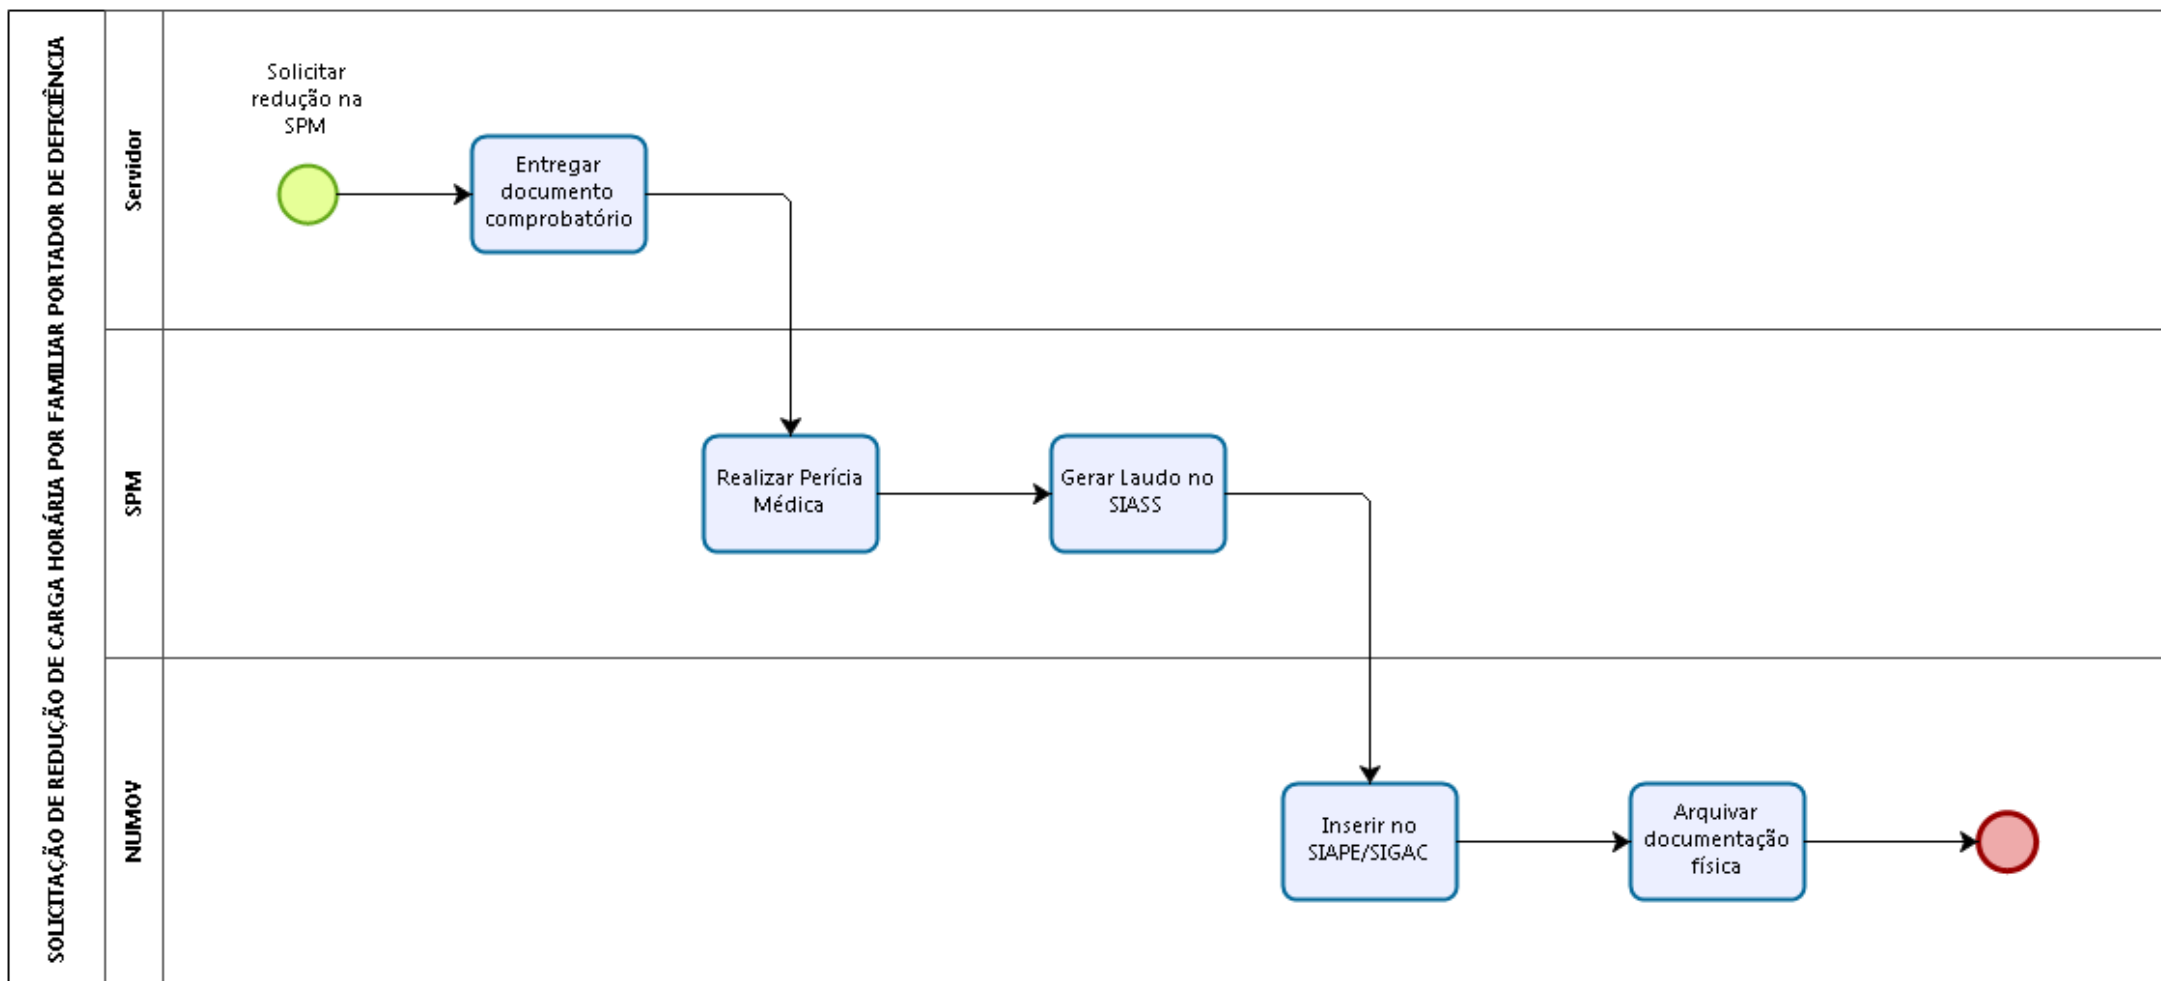 SOLICITAÇÃO DE REDUÇÃO DE CARGA HORÁRIA POR FAMILIAR PORTADOR DE DEFICIÊNCIA
Servidor
Solicitar
redução na
SPM
Entregar
documento
comprobatório
SPM
Realizar Perícia
Médica
Gerar Laudo no
SIASS
NUMOV
Inserir no
SIAPE/SIGAC
Arquivar
documentação
física